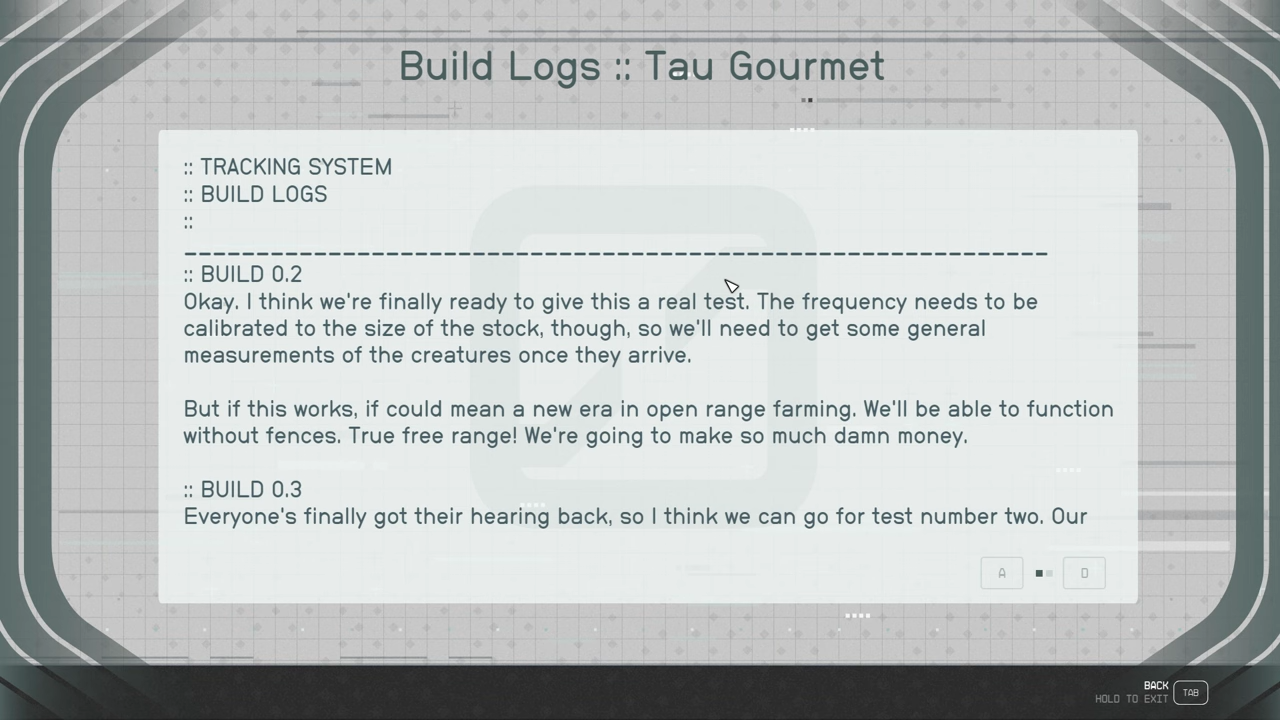 Build Logs :: Tau Gourmet
:: TRACKING SYSTEM
:: BUILD LOGS
::
:: BUILD 0.2
Okay. I think we're finally ready to give this a real test. The frequency needs to be
calibrated to the size of the stock, though, so we'll need to get some general
measurements of the creatures once they arrive.
But if this works, if could mean a new era in open range farming. We'll be able to function
without fences. True free range! We're going to make so much damn money.
:: BUILD 0.3
Everyone's finally got their hearing back, so I think we can go for test number two. Our
A D
BACK
HOLD TO EXIT TAB